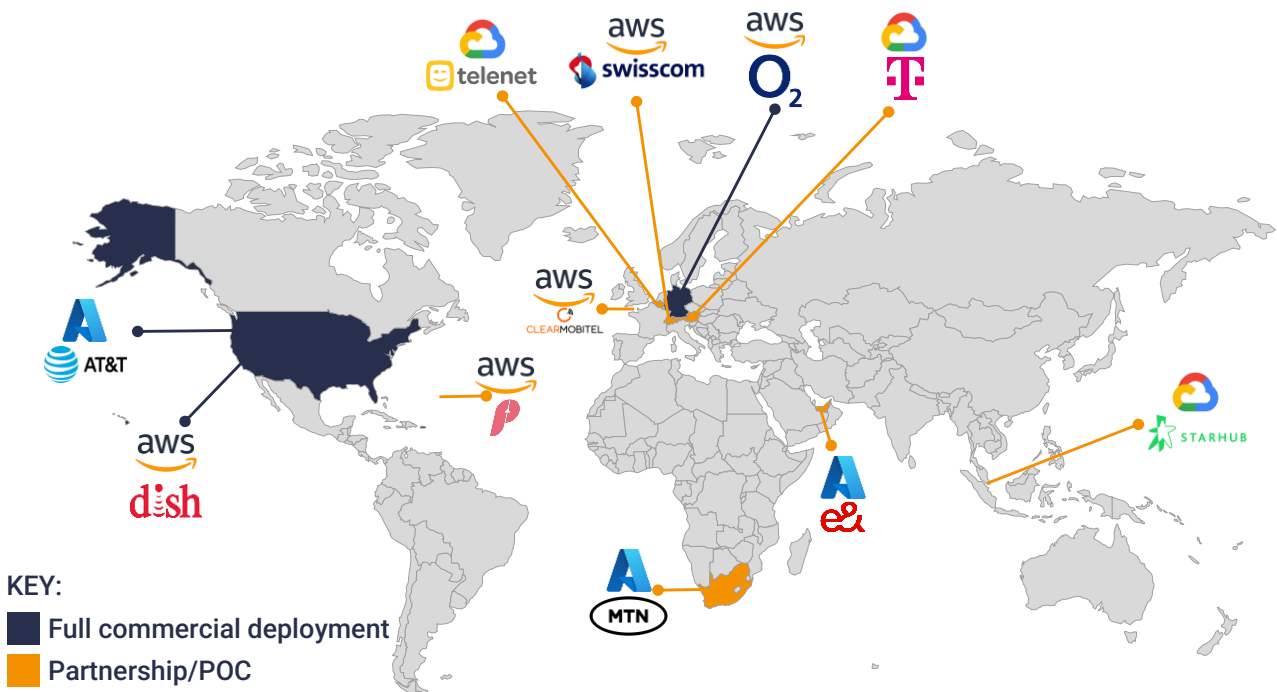 aws
aws
telenet
swisscom
O2
T
aws
CLEARMOBITEL
AT&T
aws
aws
STARHUB
dish
e&
MTN
KEY:
Full commercial deployment
Partnership/POC